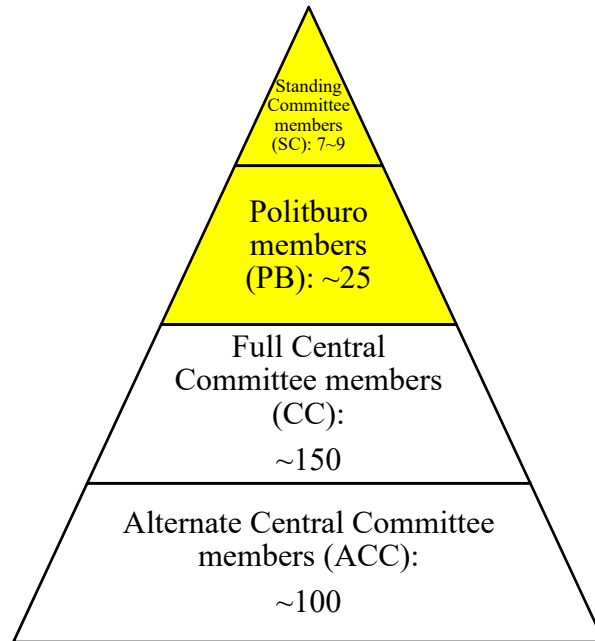 Standing
Committee
members
(SC): 7~9
Politburo
members
(PB): ~25
Full Central
Committee members
(CC):
~150
Alternate Central Committee
members (ACC):
~100